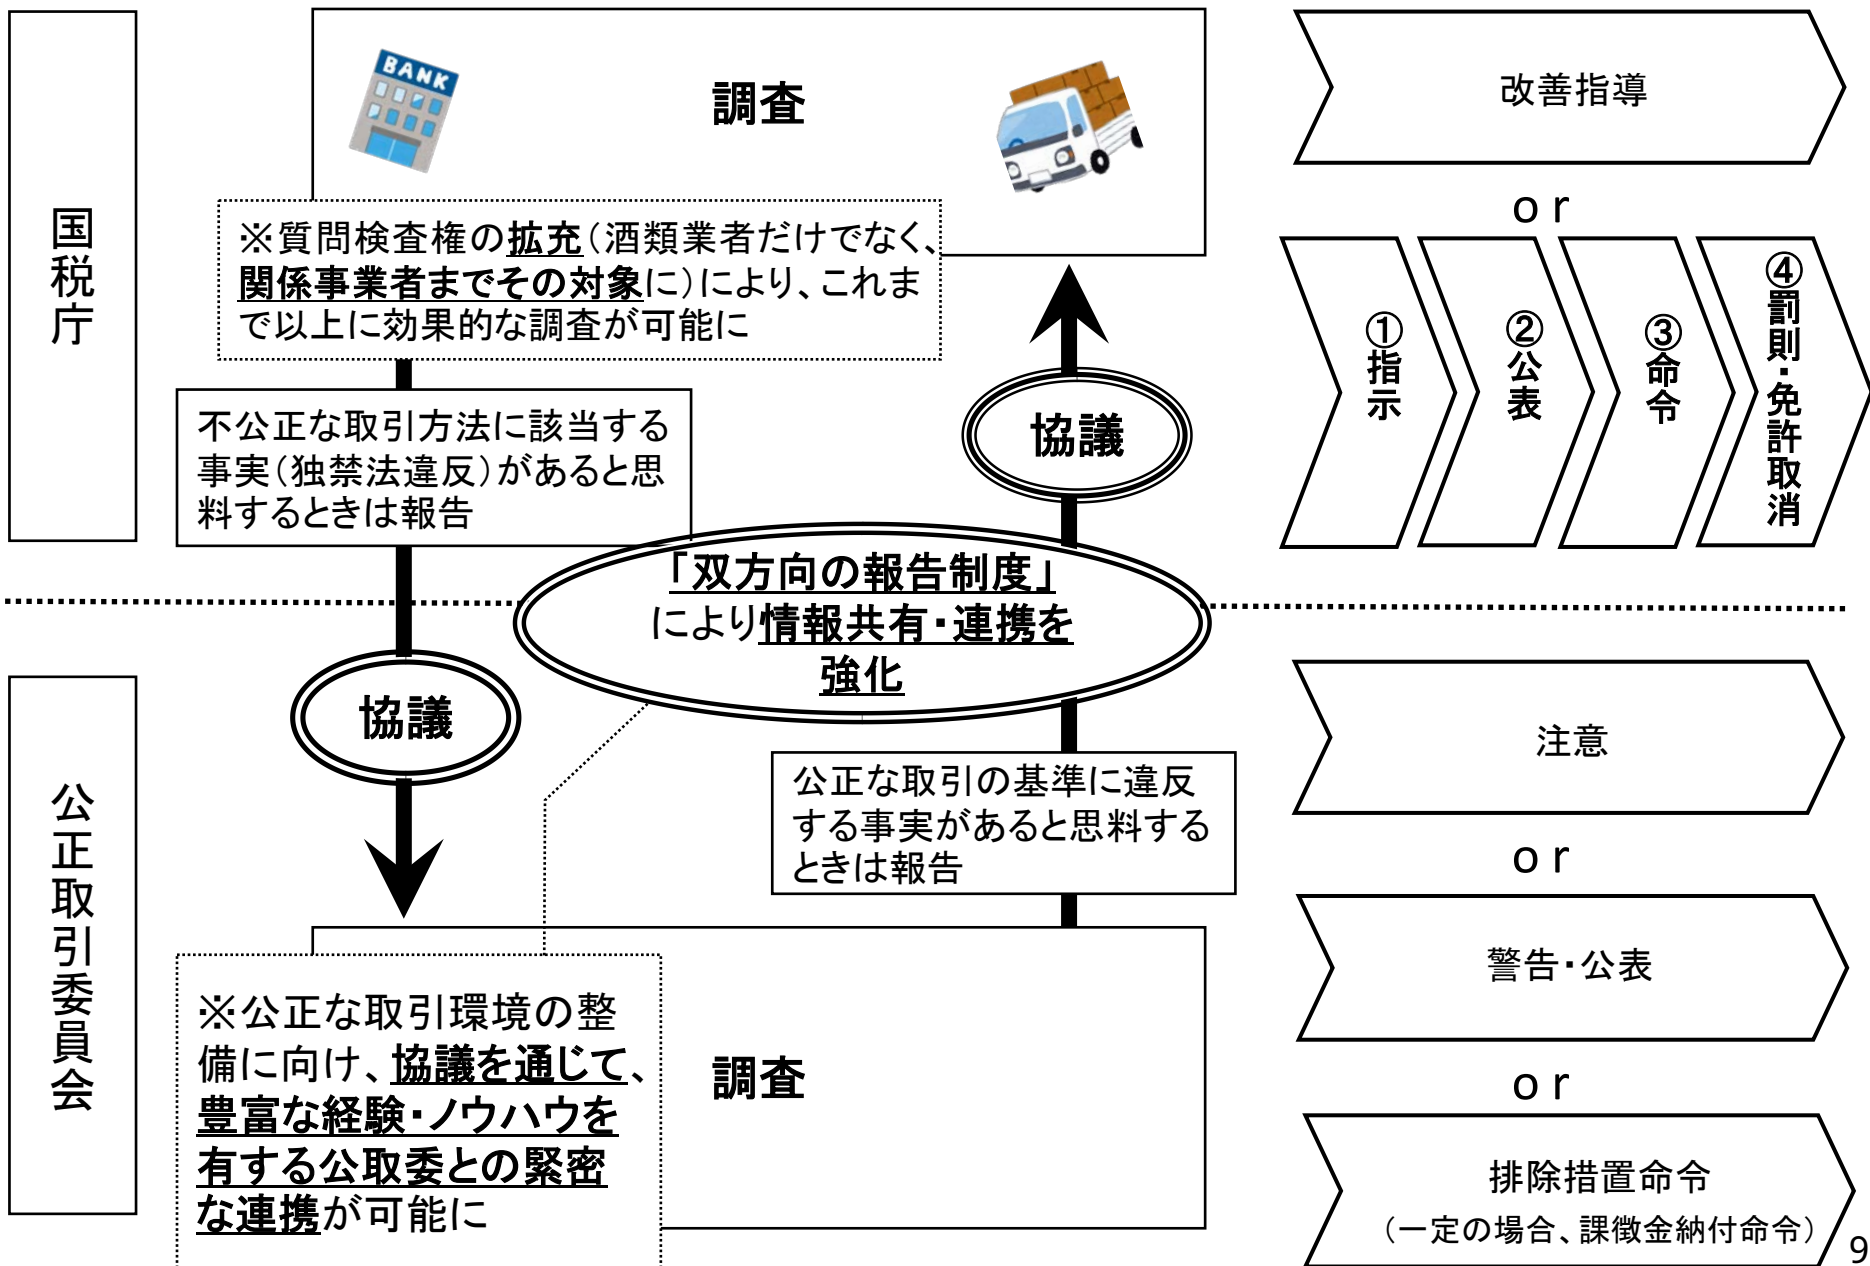 国税庁
BANK
調査
※質問検査権の拡充(酒類業者だけでなく、
関係事業者までその対象に)により、これま
で以上に効果的な調査が可能に
不公正な取引方法に該当する
事実(独禁法違反)があると思
料するときは報告
協議
「双方向の報告制度」
により情報共有・連携を
強化
協議
公正な取引の基準に違反
する事実があると思料する
ときは報告
改善指導
or
①指示
②公表
③命令
④罰則・免許取消
公正取引委員会
調査
※公正な取引環境の整
備に向け、協議を通じて、
豊富な経験・ノウハウを
有する公取委との緊密
な連携が可能に
注意
or
警告・公表
or
排除措置命令
(一定の場合、課徴金納付命令)
9